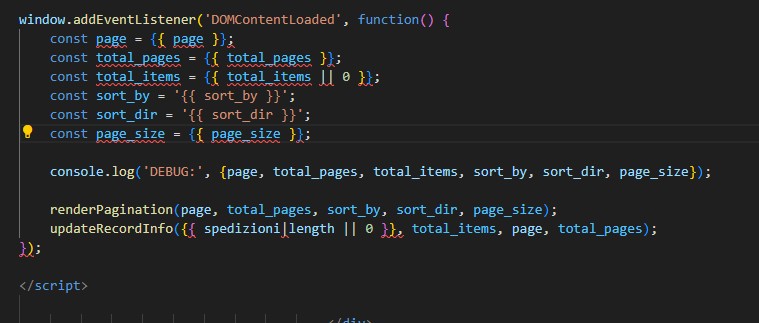 window.addEventListener('DOMContentLoaded', function() {
    const page = {{ page }};
    const total_pages = {{ total_pages }};
    const total_items = {{ total_items || 0 }};
    const sort_by = '{{ sort_by }}';
    const sort_dir = '{{ sort_dir }}';
    const page_size = {{ page_size }};
    console.log('DEBUG:', {page, total_pages, total_items, sort_by, sort_dir, page_size});
    renderPagination(page, total_pages, sort_by, sort_dir, page_size);
    updateRecordInfo({{ spedizioni|length || 0 }}, total_items, page, total_pages);
});
</script>
</div>